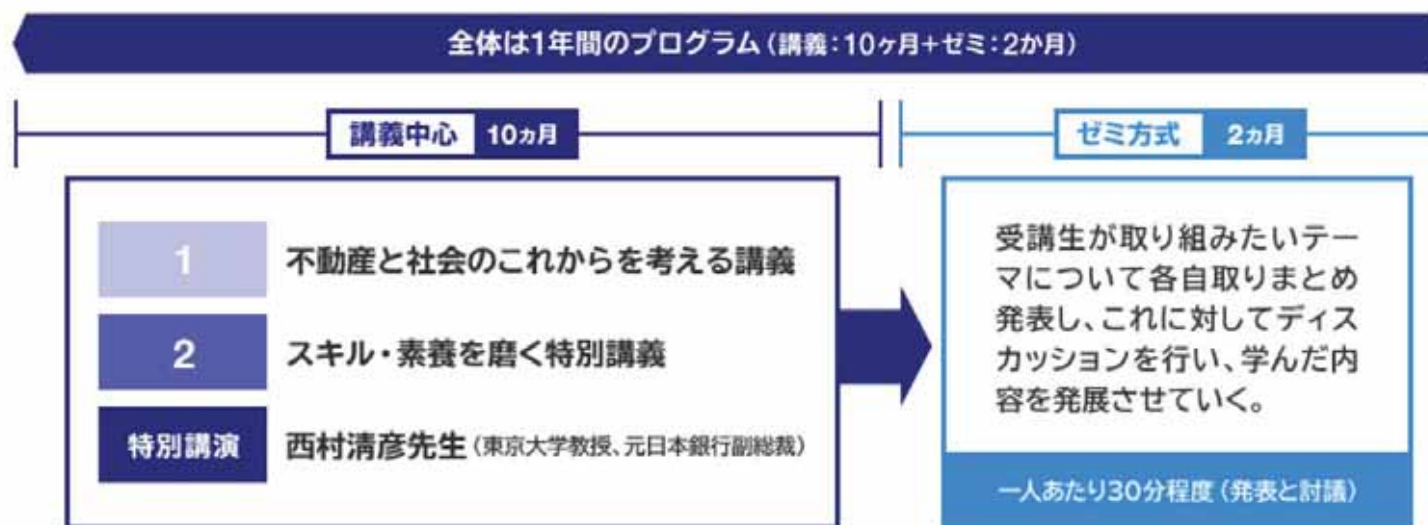 全体は1年間のプログラム（講義：10ヶ月＋ゼミ：2か月）
講義中心 10ヵ月
1 不動産と社会のこれからを考える講義
2 スキル・素養を磨く特別講義
特別講演 西村清彦先生（東京大学教授、元日本銀行副総裁）
ゼミ方式 2ヵ月
受講生が取り組みたいテー
マについて各自取りまとめ
発表し、これに対してディス
カッションを行い、学んだ内
容を発展させていく。
一人あたり30分程度（発表と討議）